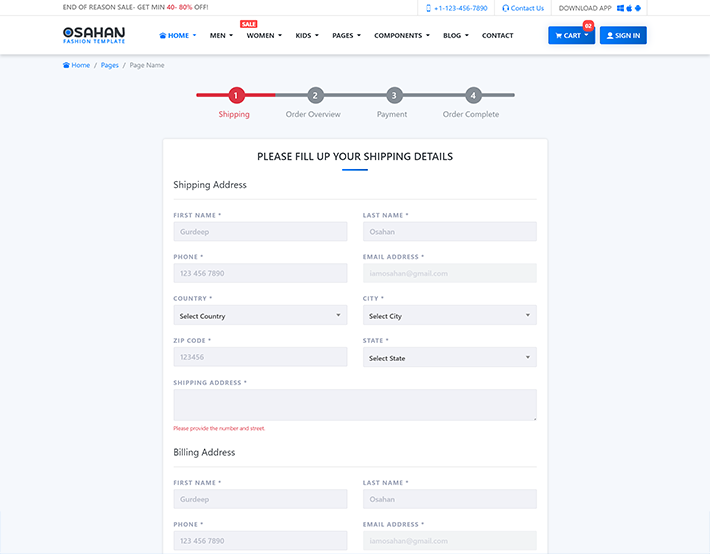 END OF REASON SALE- GET MIN 40- 80% OFF!
+1-123-456-7890
Contact Us
DOWNLOAD APP
OSAHAN
FASHION TEMPLATE
HOME
MEN
SALE
WOMEN
KIDS
PAGES
COMPONENTS
BLOG
CONTACT
CART
02
SIGN IN
Home / Pages / Page Name
1 2 3 4
Shipping Order Overview Payment Order Complete
PLEASE FILL UP YOUR SHIPPING DETAILS
Shipping Address
FIRST NAME * LAST NAME *
Gurdeep Osahan
PHONE * EMAIL ADDRESS *
123 456 7890 iamosahan@gmail.com
COUNTRY * CITY *
Select Country Select City
ZIP CODE * STATE *
123456 Select State
SHIPPING ADDRESS *
Please provide the number and street.
Billing Address
FIRST NAME * LAST NAME *
Gurdeep Osahan
PHONE * EMAIL ADDRESS *
123 456 7890 iamosahan@gmail.com